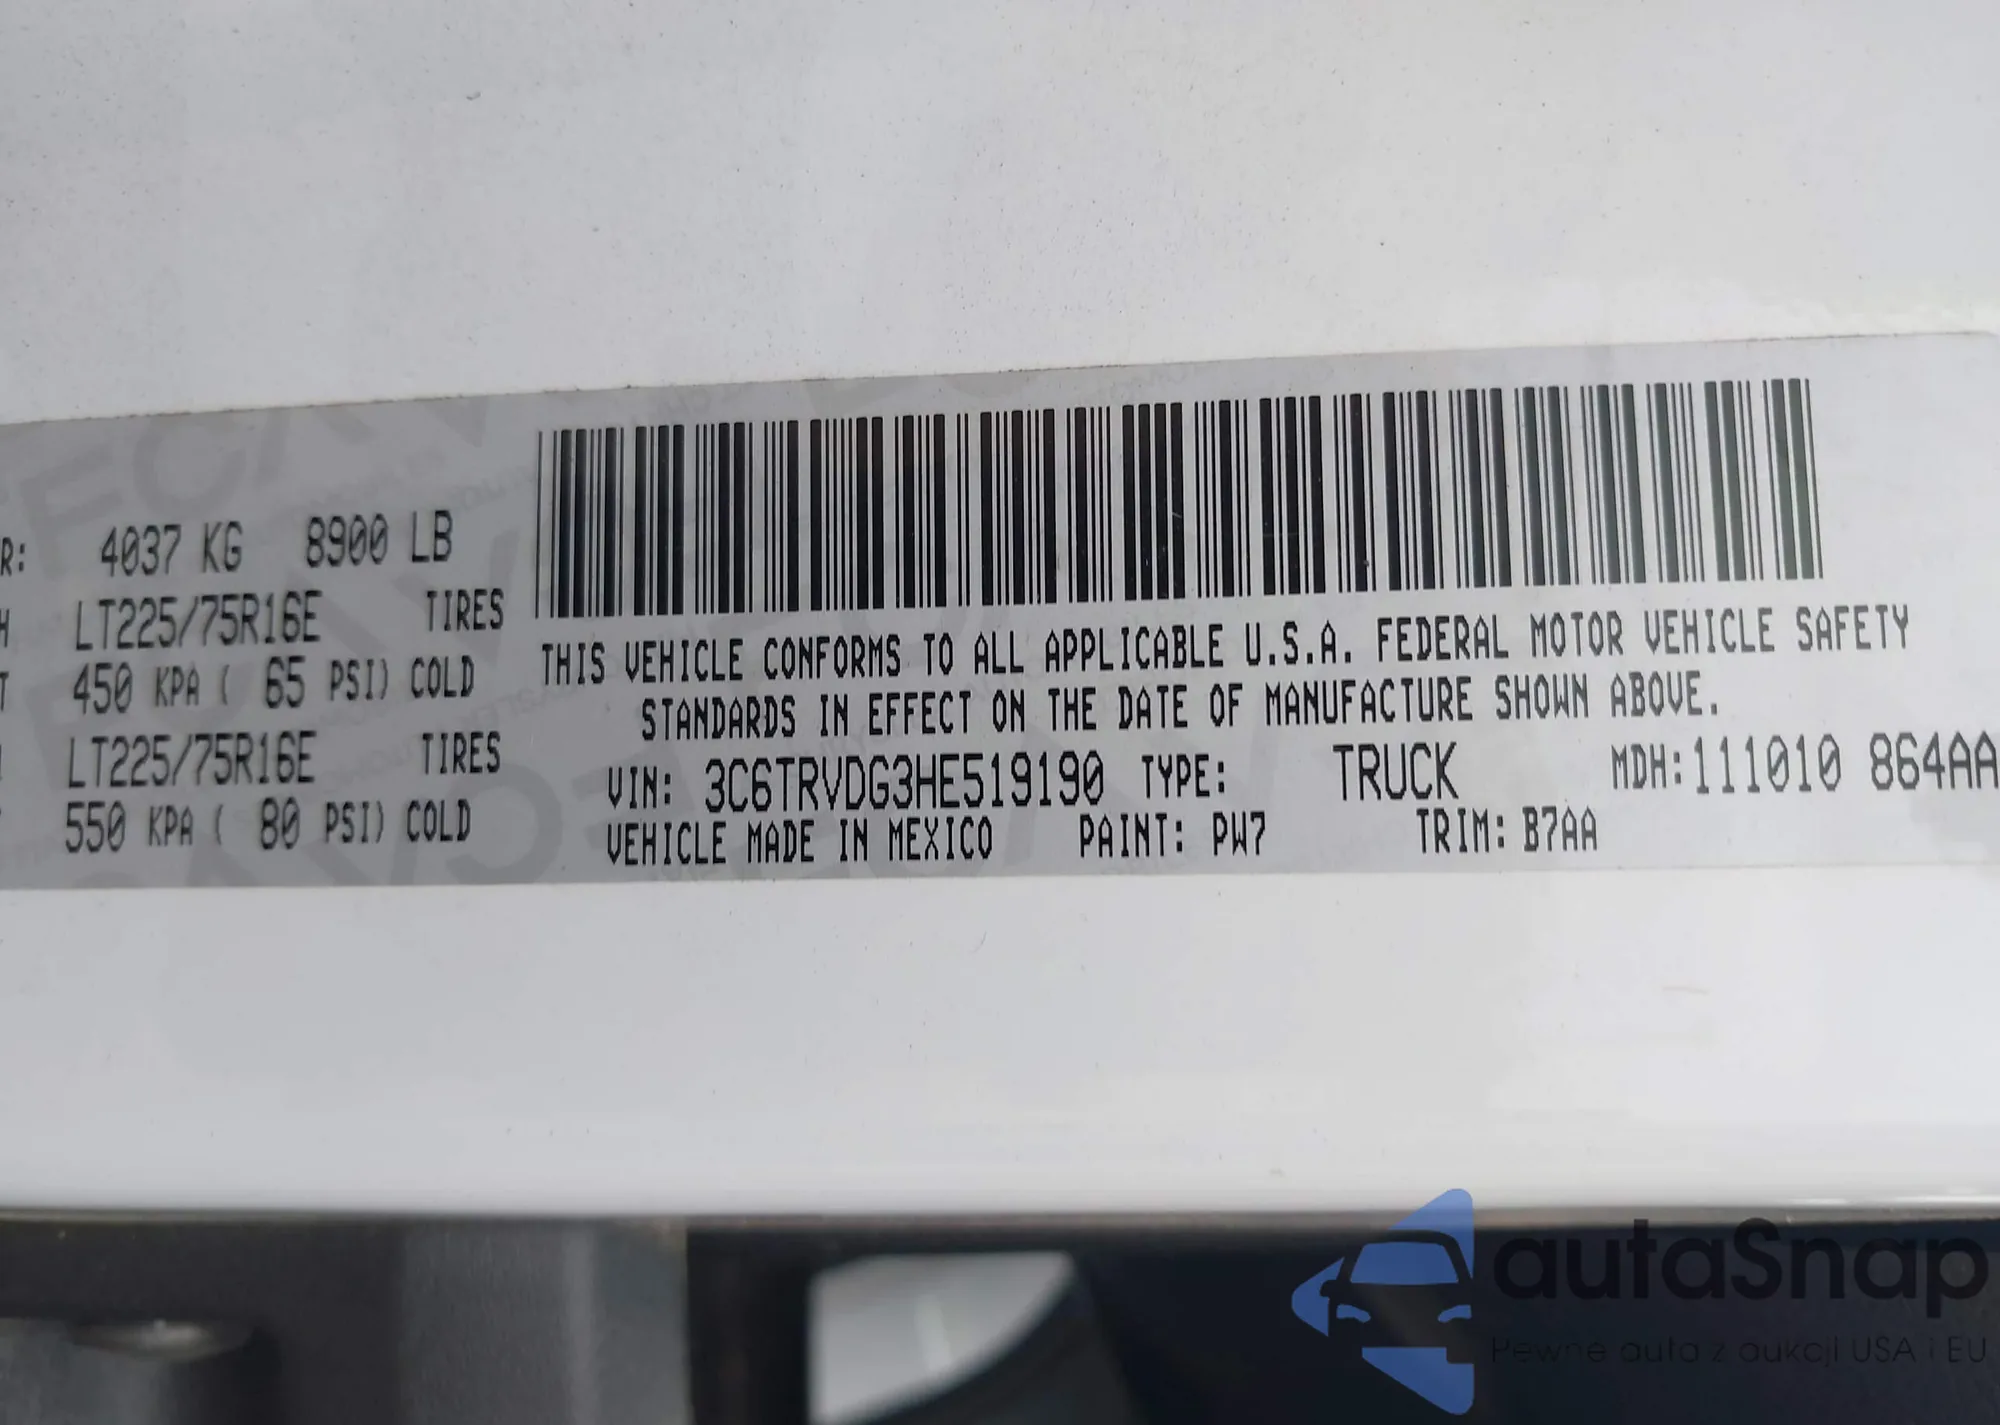 R: 4037 KG 8900 LB
H LT225/75R16E TIRES
T 450 KPA ( 65 PSI) COLD
LT225/75R16E TIRES
550 KPA ( 80 PSI) COLD
THIS VEHICLE CONFORMS TO ALL APPLICABLE U.S.A. FEDERAL MOTOR VEHICLE SAFETY
STANDARDS IN EFFECT ON THE DATE OF MANUFACTURE SHOWN ABOVE.
VIN: 3C6TRVDG3HE519190 TYPE: TRUCK MDH:111010 864AA
VEHICLE MADE IN MEXICO PAINT: PW7 TRIM: B7AA
autaSnap
Pewne auta z aukcji USA i EU